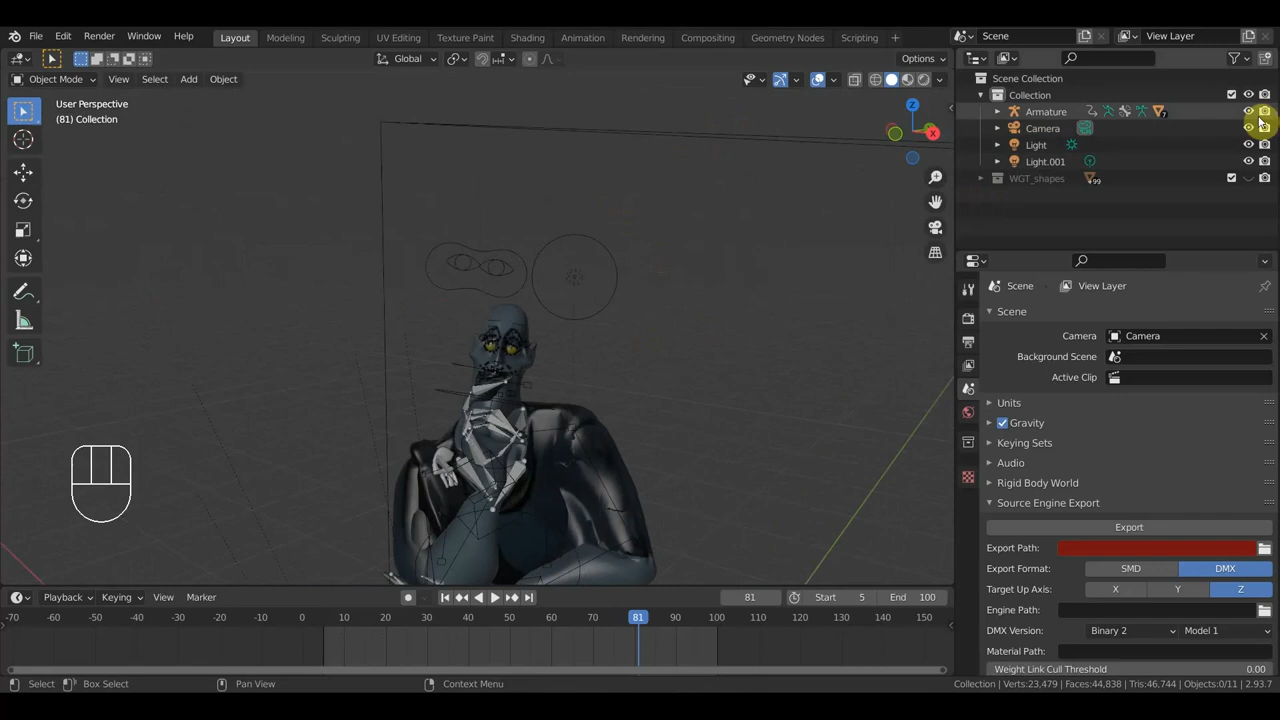 File Edit Render Window Help Layout Modeling Sculpting UV Editing Texture Paint Shading Animation Rendering Compositing Geometry Nodes Scripting Scene View Layer
Global Options
Object Mode View Select Add Object
User Perspective
(81) Collection
Z
X
Scene Collection
Collection
Armature 7
Camera
Light
Light.001
WGT_shapes +99
Scene View Layer
Scene
Camera Camera
Background Scene
Active Clip
Units
Gravity
Keying Sets
Audio
Rigid Body World
Source Engine Export
Export
Export Path:
Export Format: SMD DMX
Target Up Axis: X Y Z
Engine Path:
DMX Version: Binary 2 Model 1
Material Path:
Weight Link Cull Threshold 0.00
Playback Keying View Marker 81 Start 5 End 100
-70 -60 -50 -40 -30 -20 -10 0 10 20 30 40 50 60 70 81 90 100 110 120 130 140 150
Select Box Select Pan View Context Menu Collection | Verts:23,479 | Faces:44,838 | Tris:46,744 | Objects:0/11 | 2.93.7